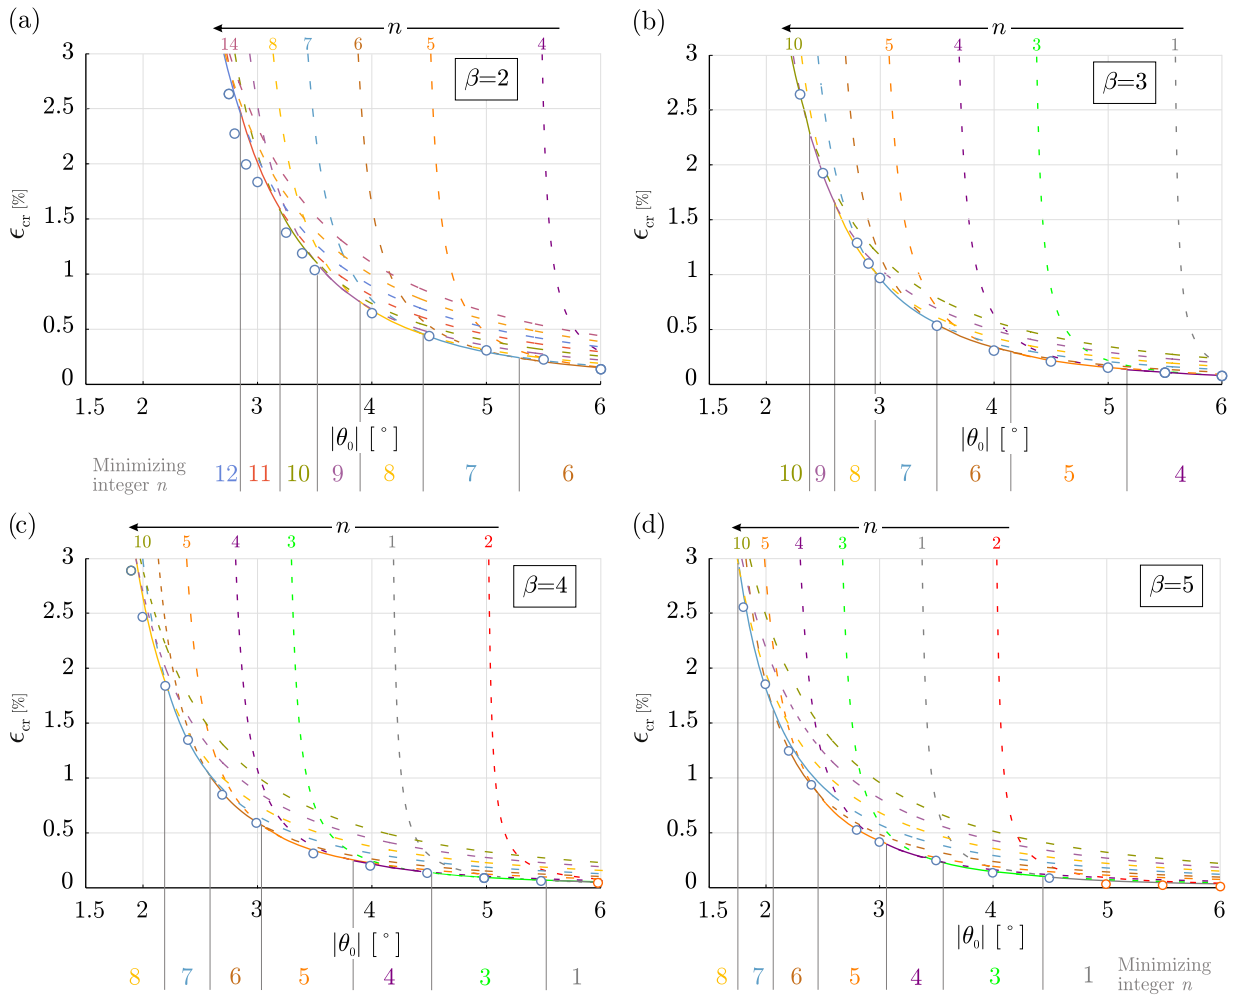 (a)
n
14 8 7 6 5 4
β=2
3
2.5
2
1.5
1
0.5
0
ϵcr [%]
1.5 2 3 4 5 6
|θ0| [°]
Minimizing
integer n
12 11 10 9 8 7 6
(b)
n
10 5 4 3 1
β=3
3
2.5
2
1.5
1
0.5
0
ϵcr [%]
1.5 2 3 4 5 6
|θ0| [°]
10 9 8 7 6 5 4
(c)
n
10 5 4 3 1 2
β=4
3
2.5
2
1.5
1
0.5
0
ϵcr [%]
1.5 2 3 4 5 6
|θ0| [°]
8 7 6 5 4 3 1
(d)
n
10 5 4 3 1 2
β=5
3
2.5
2
1.5
1
0.5
0
ϵcr [%]
1.5 2 3 4 5 6
|θ0| [°]
8 7 6 5 4 3 1
Minimizing
integer n